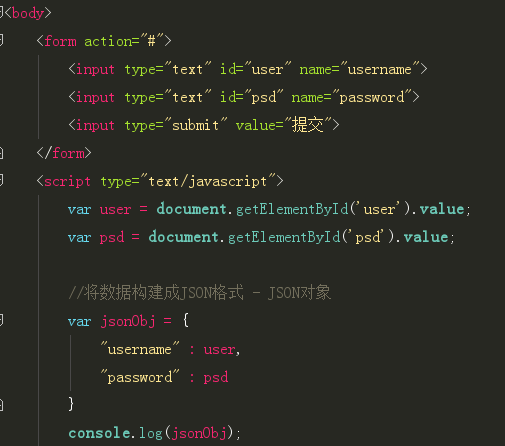 <body>
<form action="#">
<input type="text" id="user" name="username">
<input type="text" id="psd" name="password">
<input type="submit" value="提交">
</form>
<script type="text/javascript">
var user = document.getElementById('user').value;
var psd = document.getElementById('psd').value;
//将数据构建成JSON格式 - JSON对象
var jsonObj = {
"username" : user,
"password" : psd
}
console.log(jsonObj);